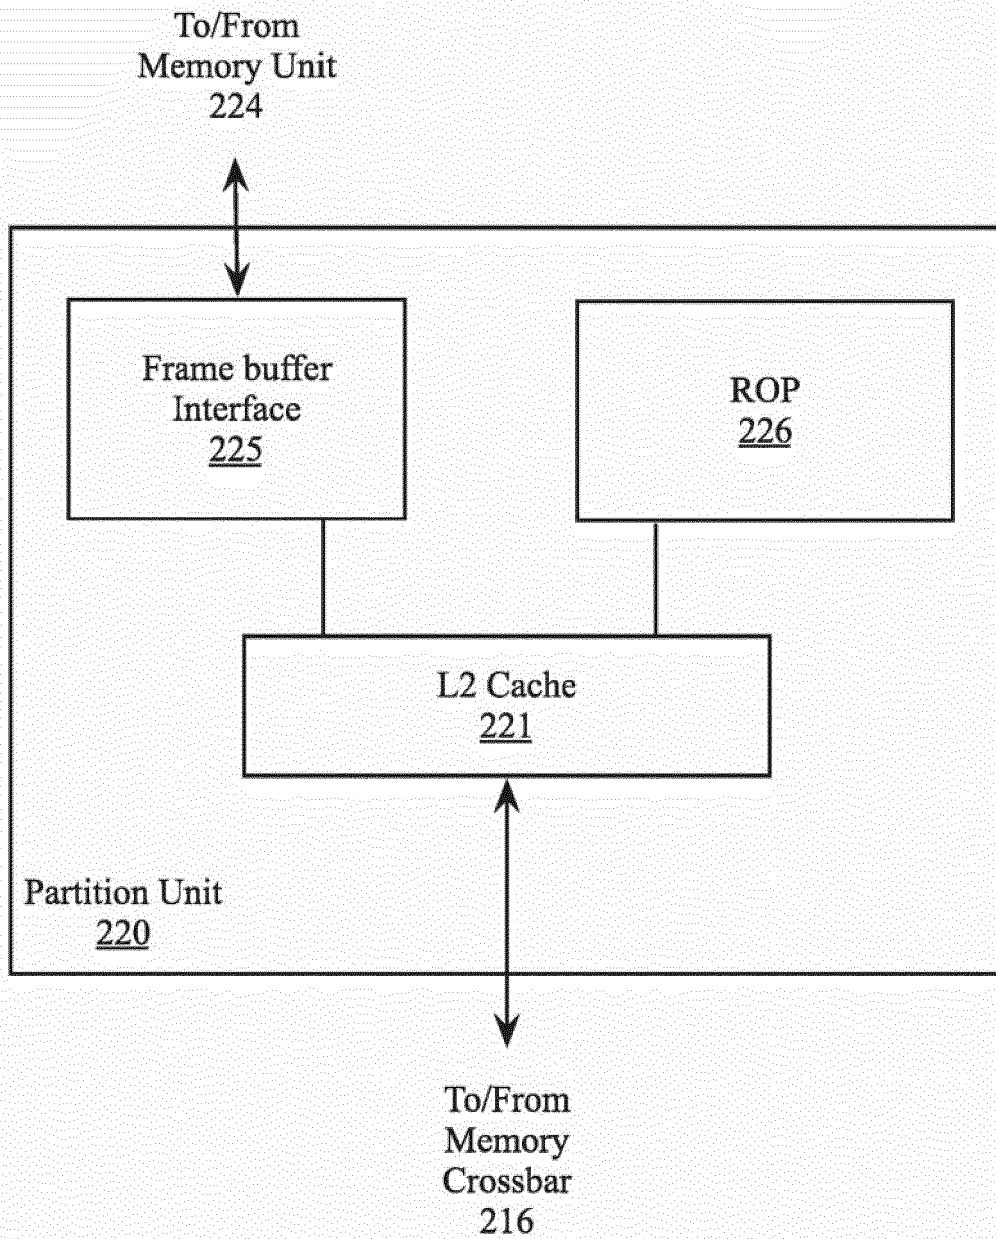 To/From
Memory Unit
224
Frame buffer
Interface
225
ROP
226
L2 Cache
221
Partition Unit
220
To/From
Memory
Crossbar
216